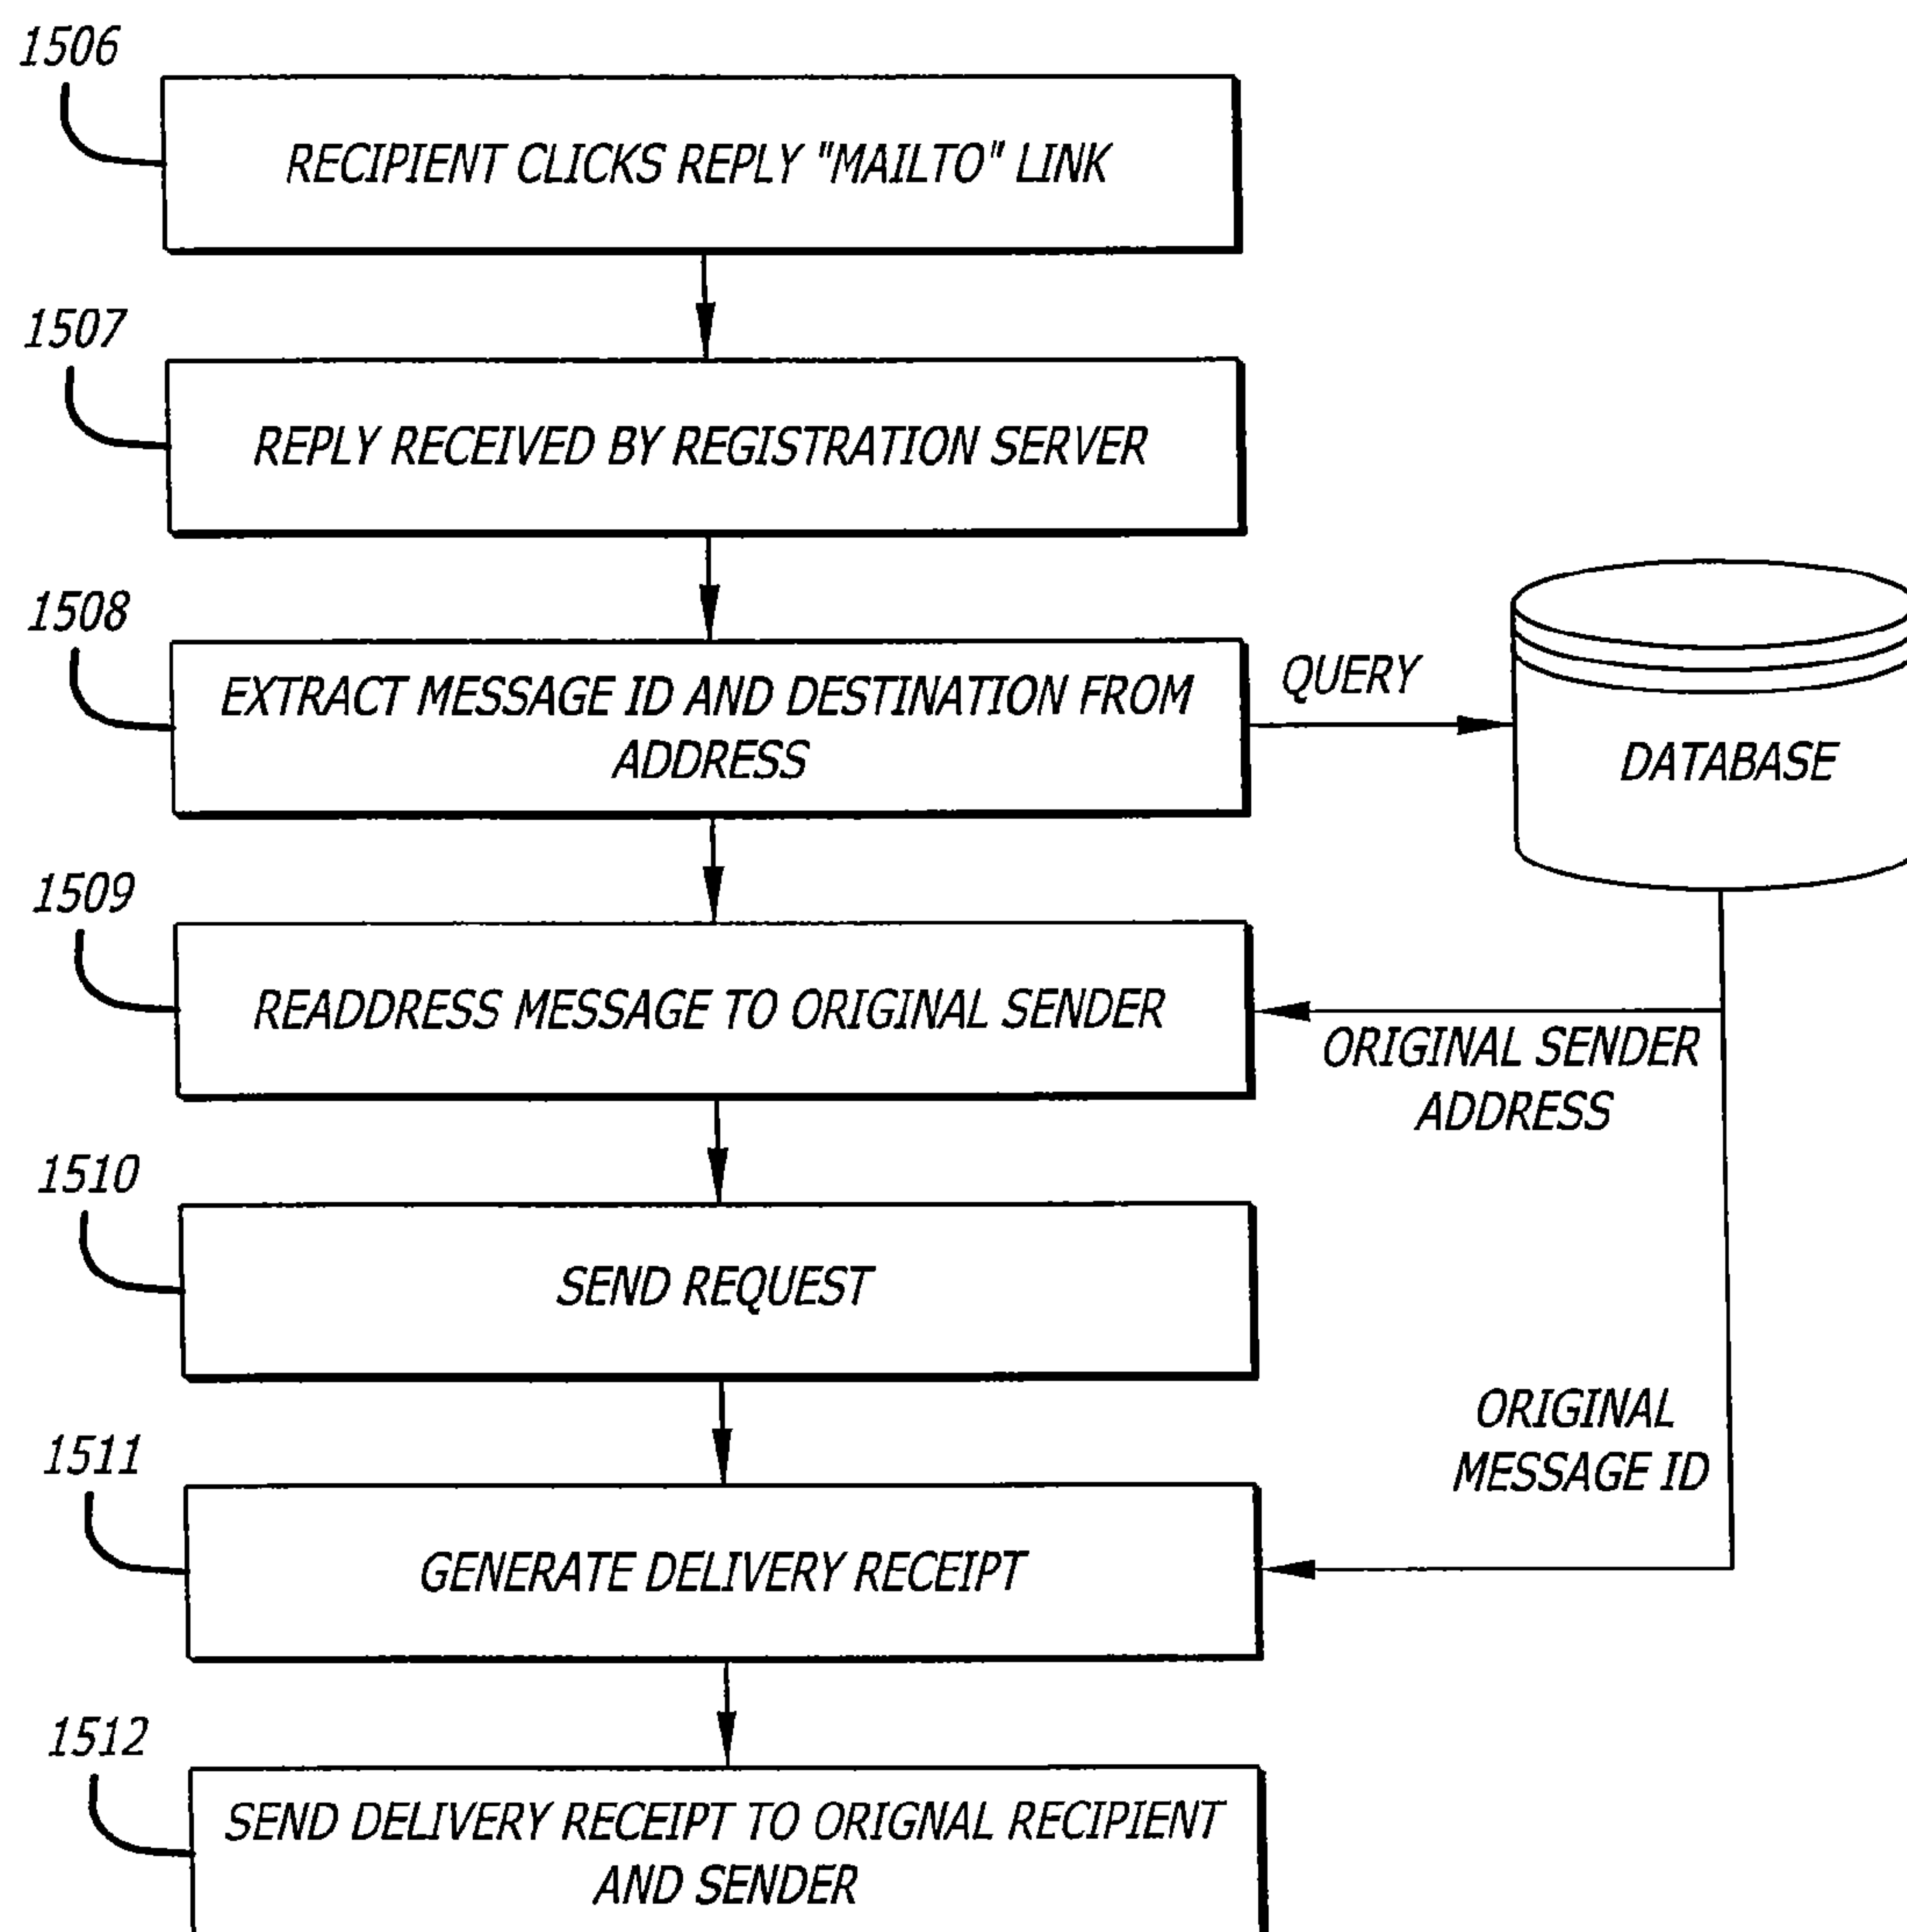 1506
RECIPIENT CLICKS REPLY "MAILTO" LINK
1507
REPLY RECEIVED BY REGISTRATION SERVER
1508
EXTRACT MESSAGE ID AND DESTINATION FROM
ADDRESS
QUERY
DATABASE
1509
READDRESS MESSAGE TO ORIGINAL SENDER
ORIGINAL SENDER
ADDRESS
1510
SEND REQUEST
ORIGINAL
MESSAGE ID
1511
GENERATE DELIVERY RECEIPT
1512
SEND DELIVERY RECEIPT TO ORIGNAL RECIPIENT
AND SENDER